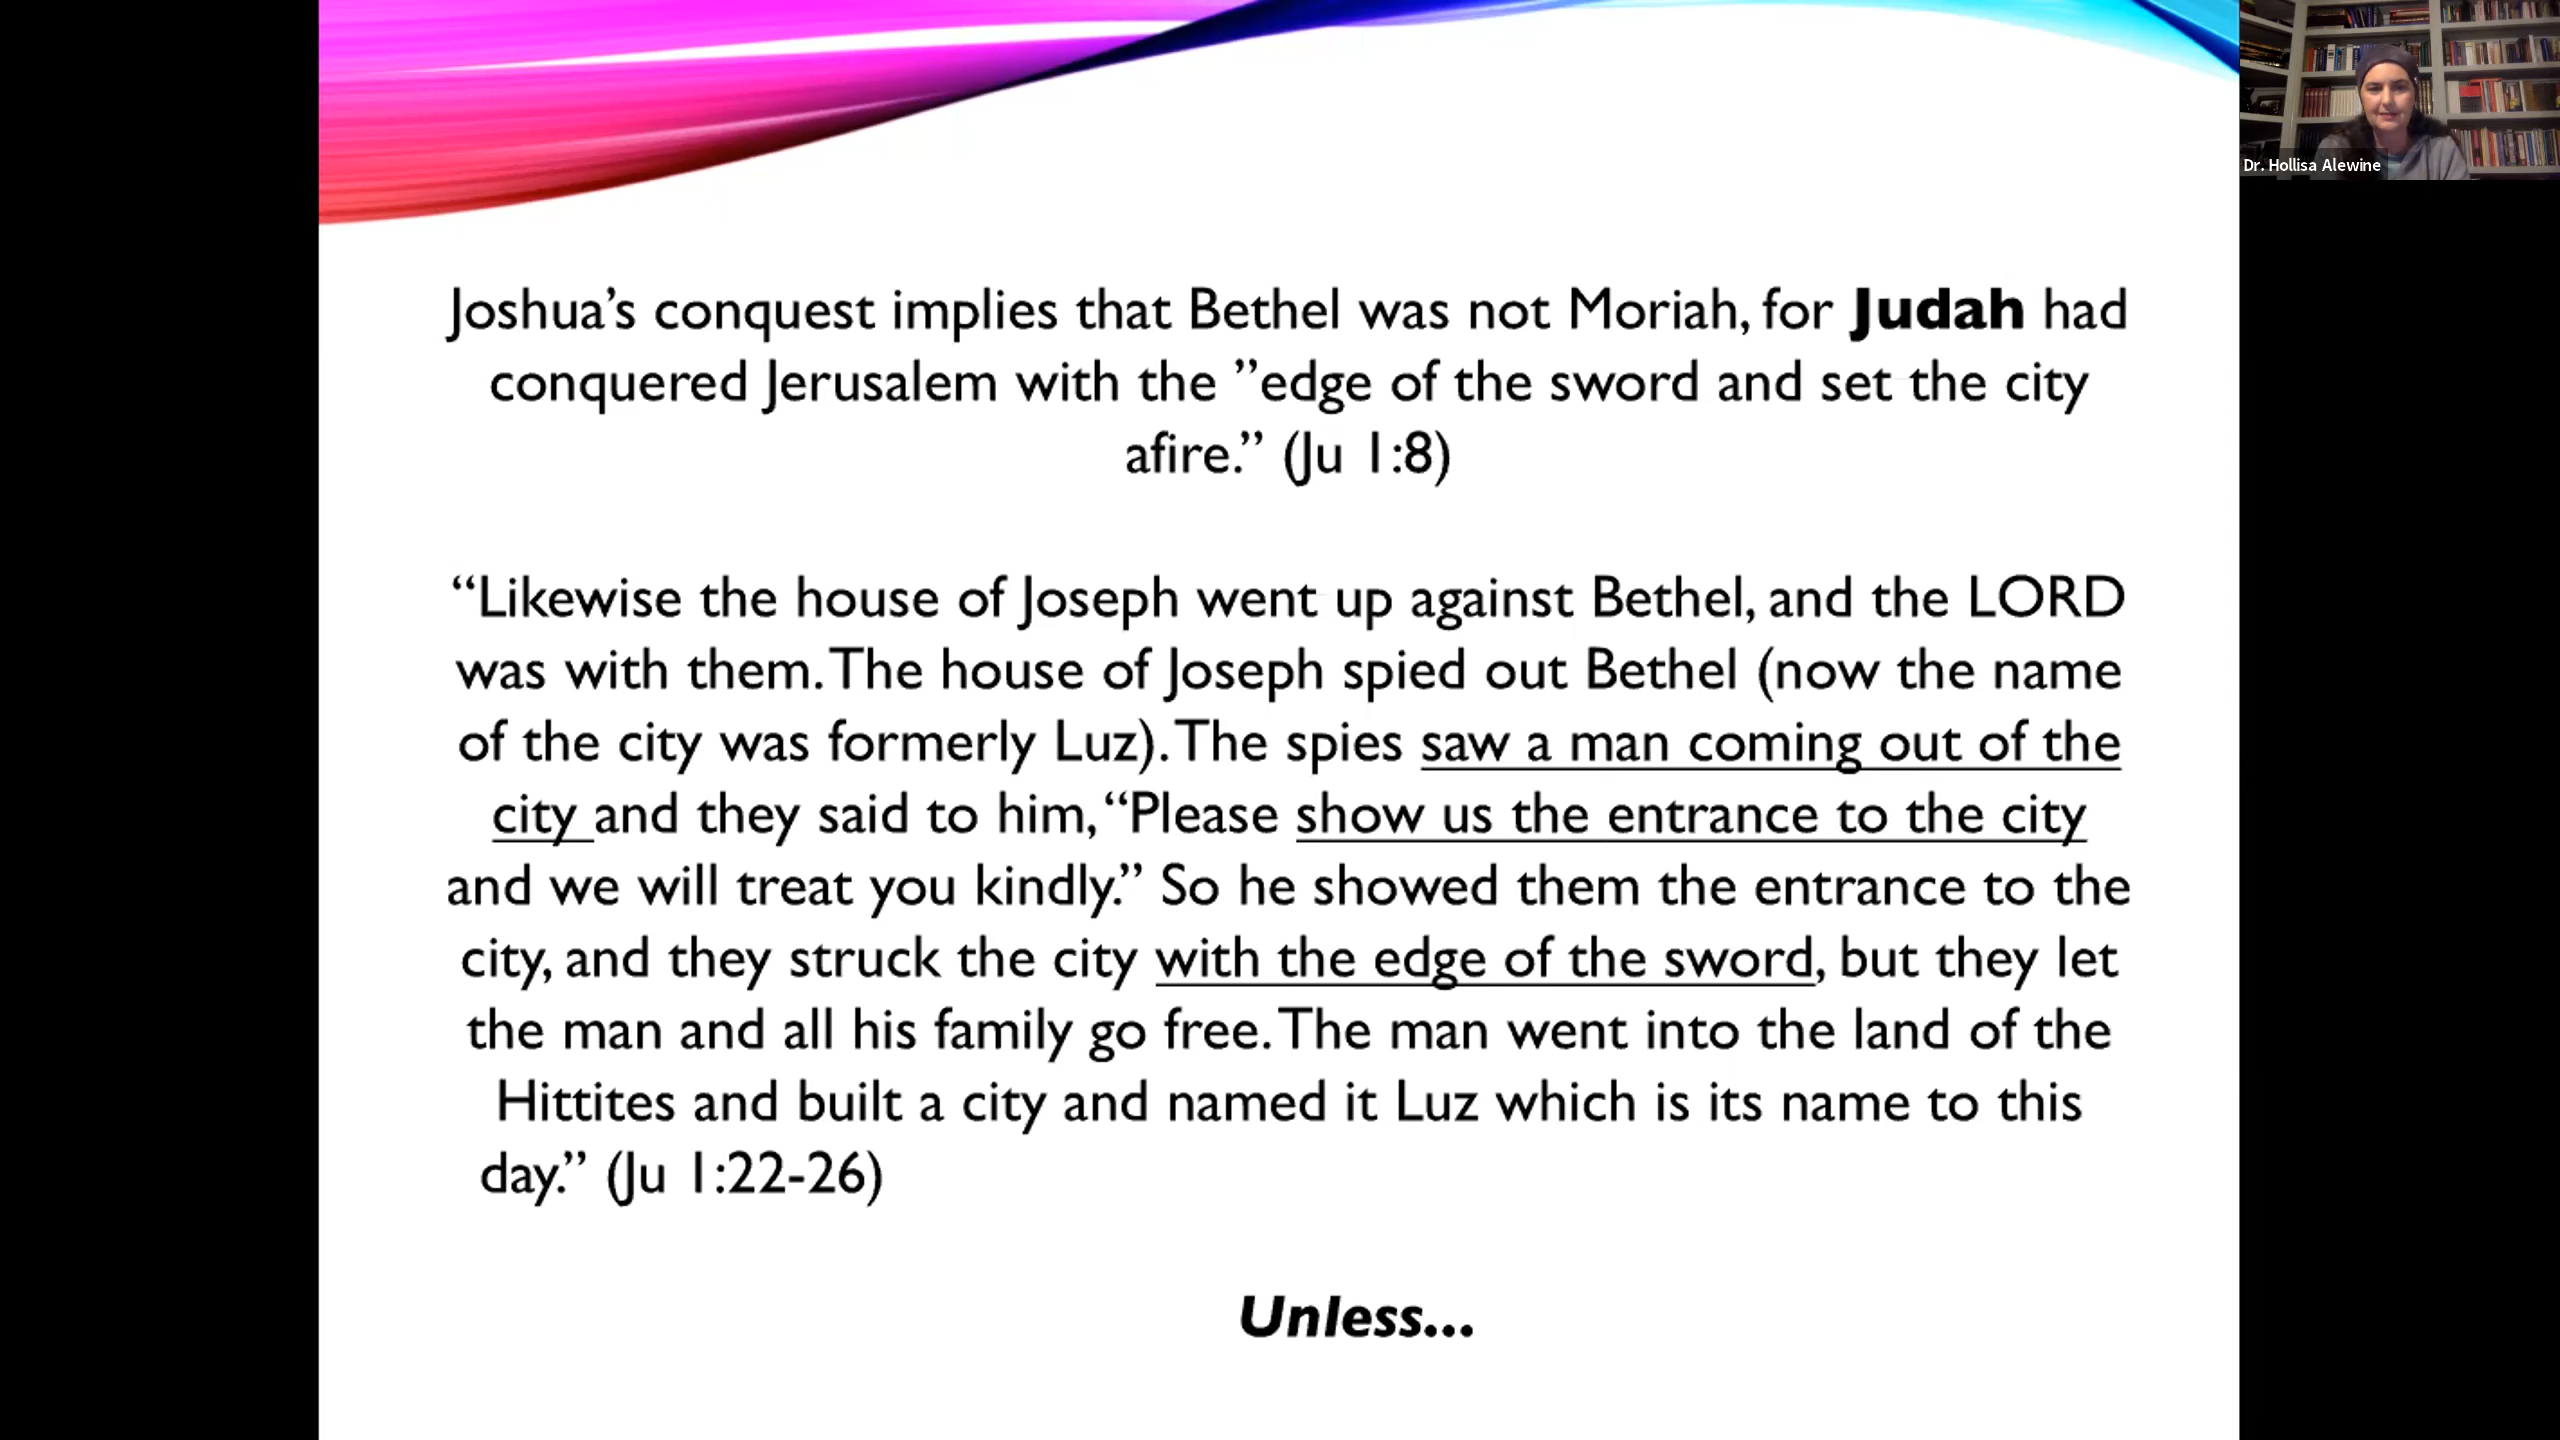 Dr. Hollisa Alewine
Joshua’s conquest implies that Bethel was not Moriah, for Judah had
conquered Jerusalem with the ”edge of the sword and set the city
afire.” (Ju 1:8)
“Likewise the house of Joseph went up against Bethel, and the LORD
was with them. The house of Joseph spied out Bethel (now the name
of the city was formerly Luz). The spies saw a man coming out of the
city and they said to him, “Please show us the entrance to the city
and we will treat you kindly.” So he showed them the entrance to the
city, and they struck the city with the edge of the sword, but they let
the man and all his family go free. The man went into the land of the
Hittites and built a city and named it Luz which is its name to this
day.” (Ju 1:22-26)
Unless...